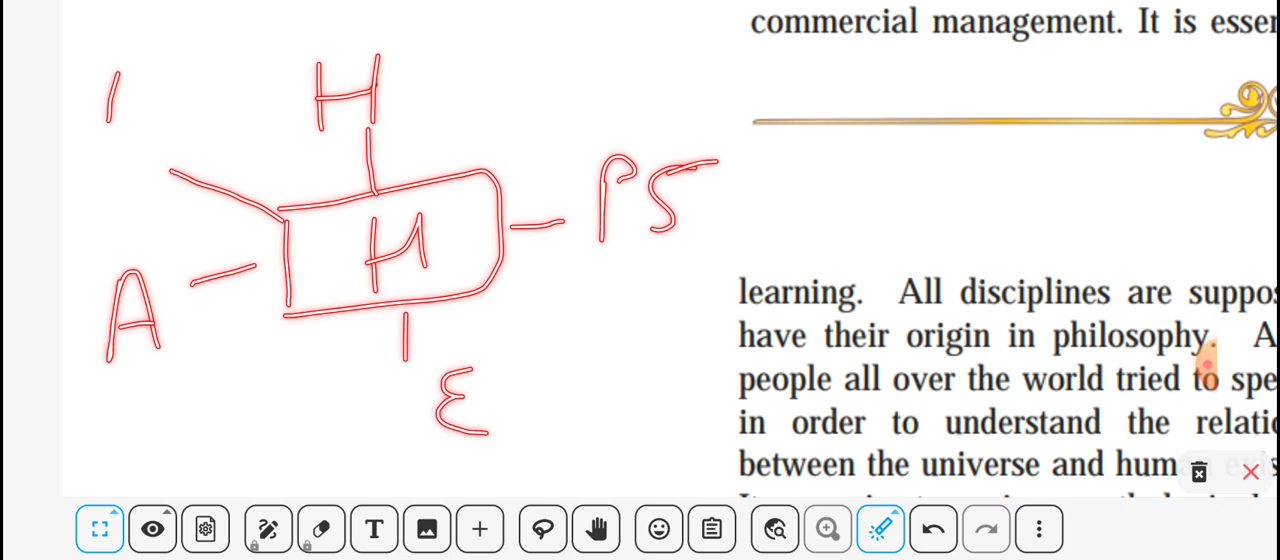 commercial management. It is esse
H
PS
H
A
E
learning. All disciplines are suppo
have their origin in philosophy. A
people all over the world tried to spe
in order to understand the relati
between the universe and hum
T